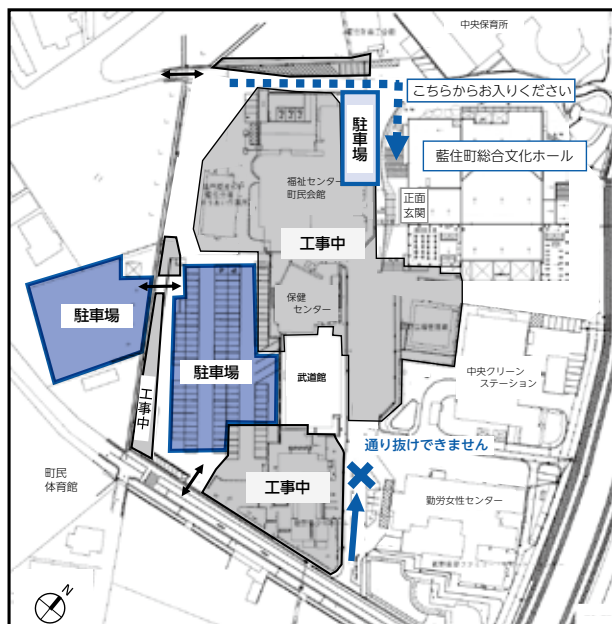 中央保育所
こちらからお入りください
駐車場
藍住町総合文化ホール
福祉センター
町民会館
正面
玄関
工事中
駐車場
保健
センター
駐車場
武道館
中央クリーン
ステーション
工事中
通り抜けできません
町民
体育館
工事中
勤労女性センター
N